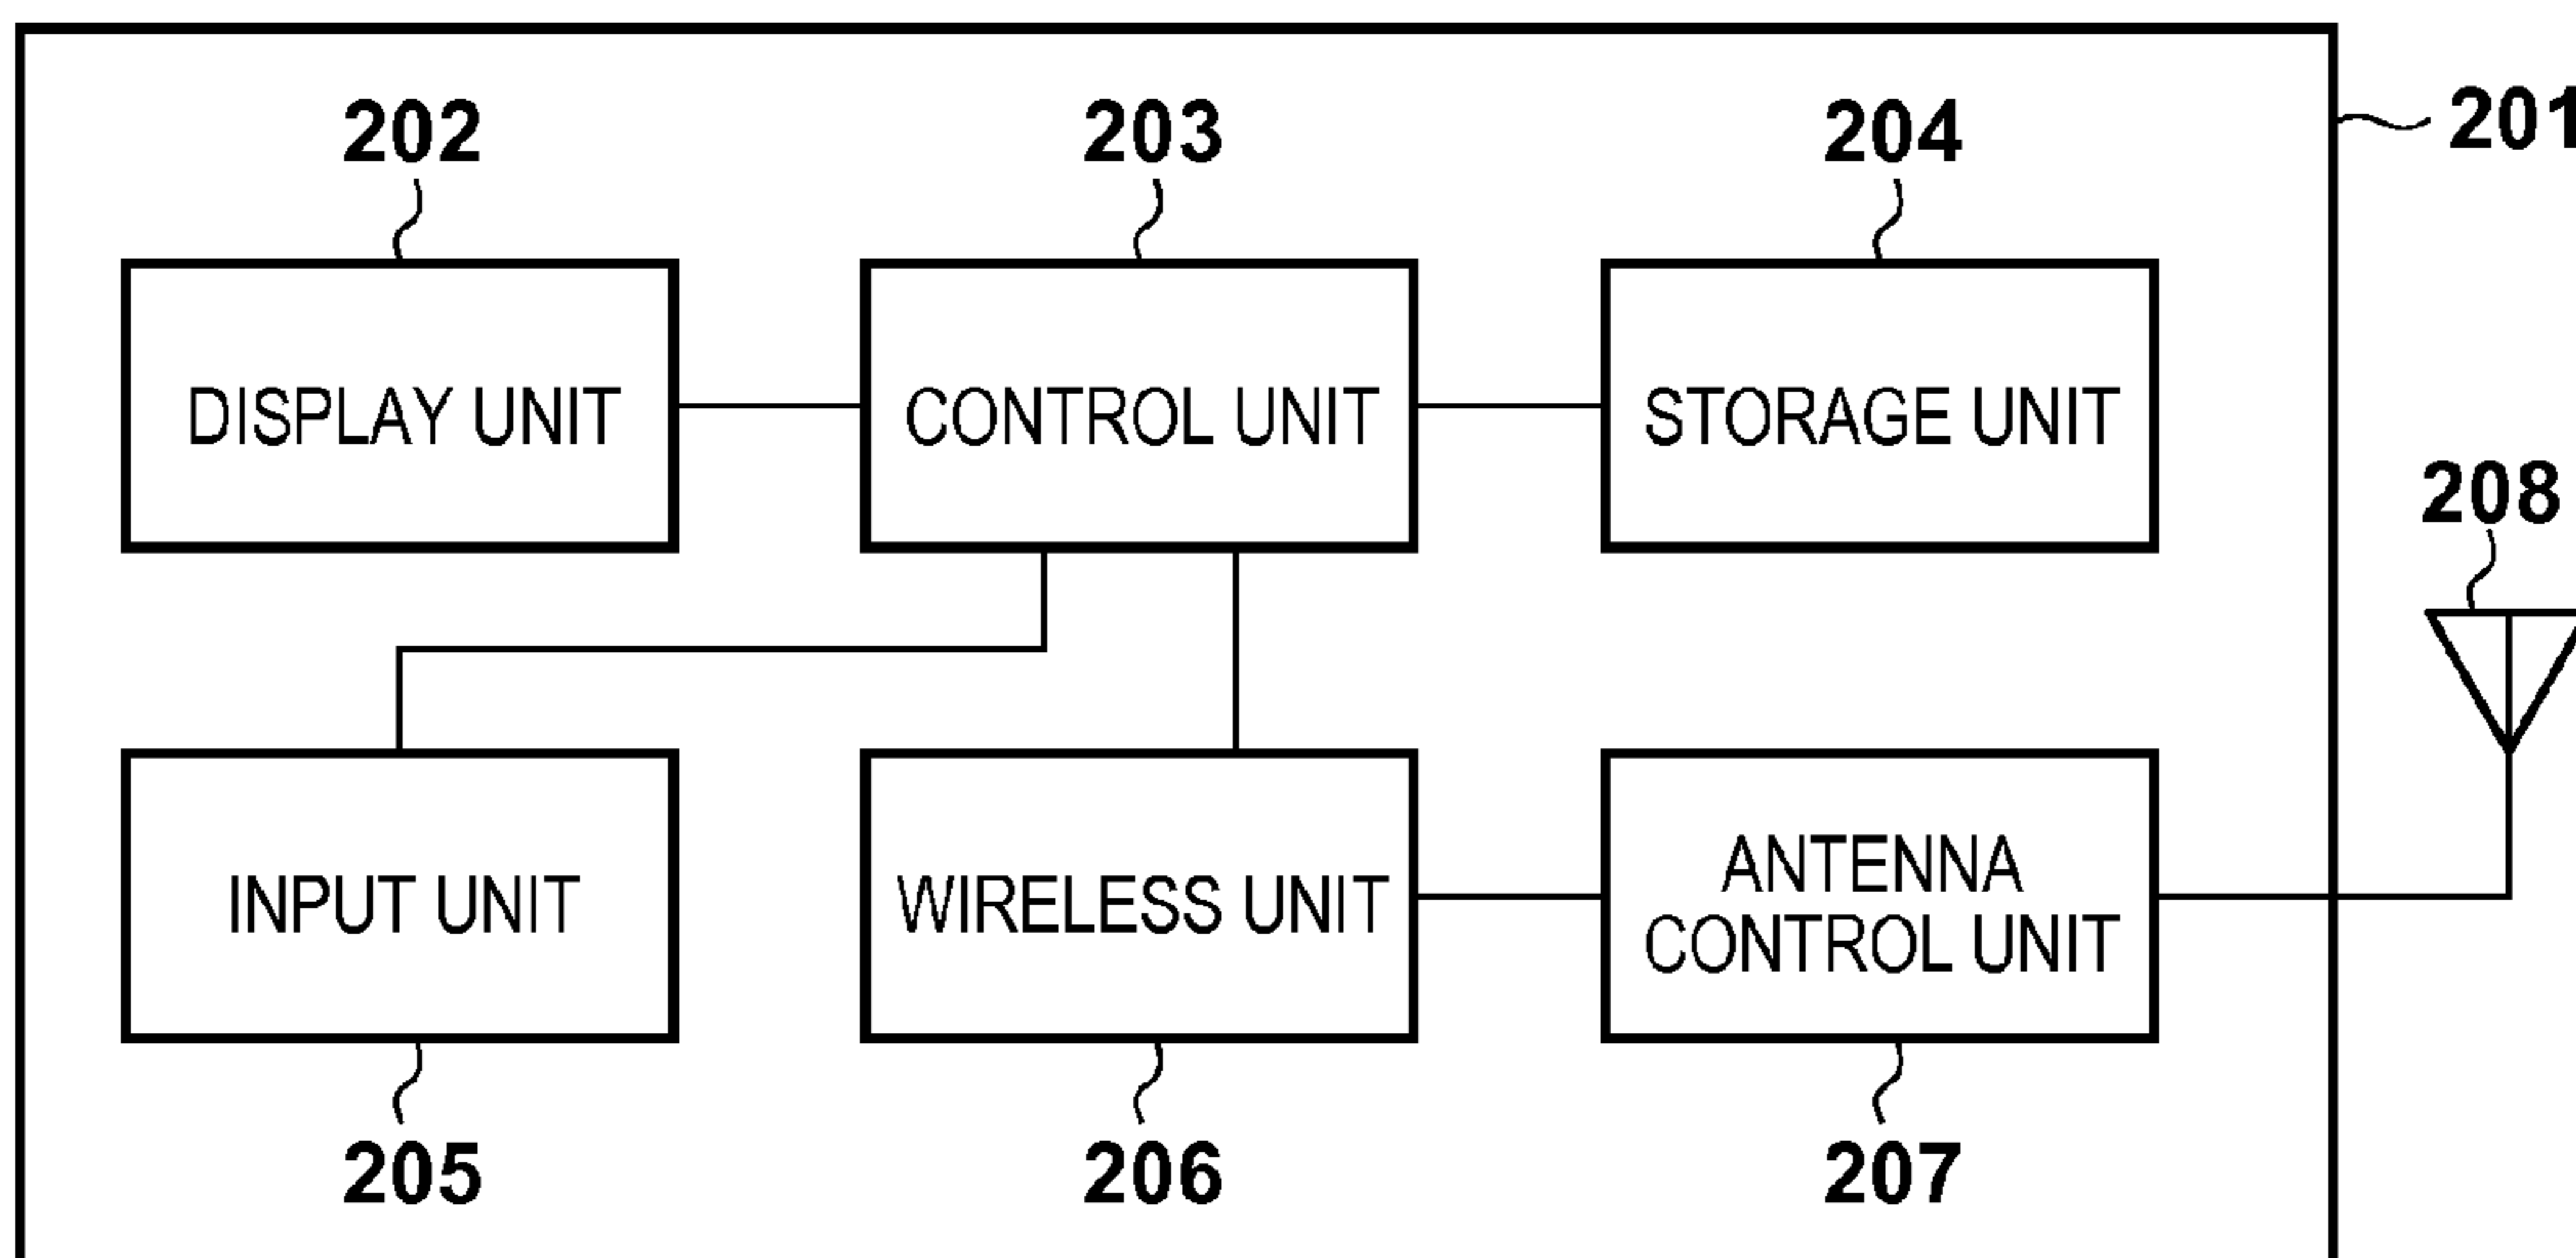 202
203
204
201
DISPLAY UNIT
CONTROL UNIT
STORAGE UNIT
208
INPUT UNIT
WIRELESS UNIT
ANTENNA
CONTROL UNIT
205
206
207